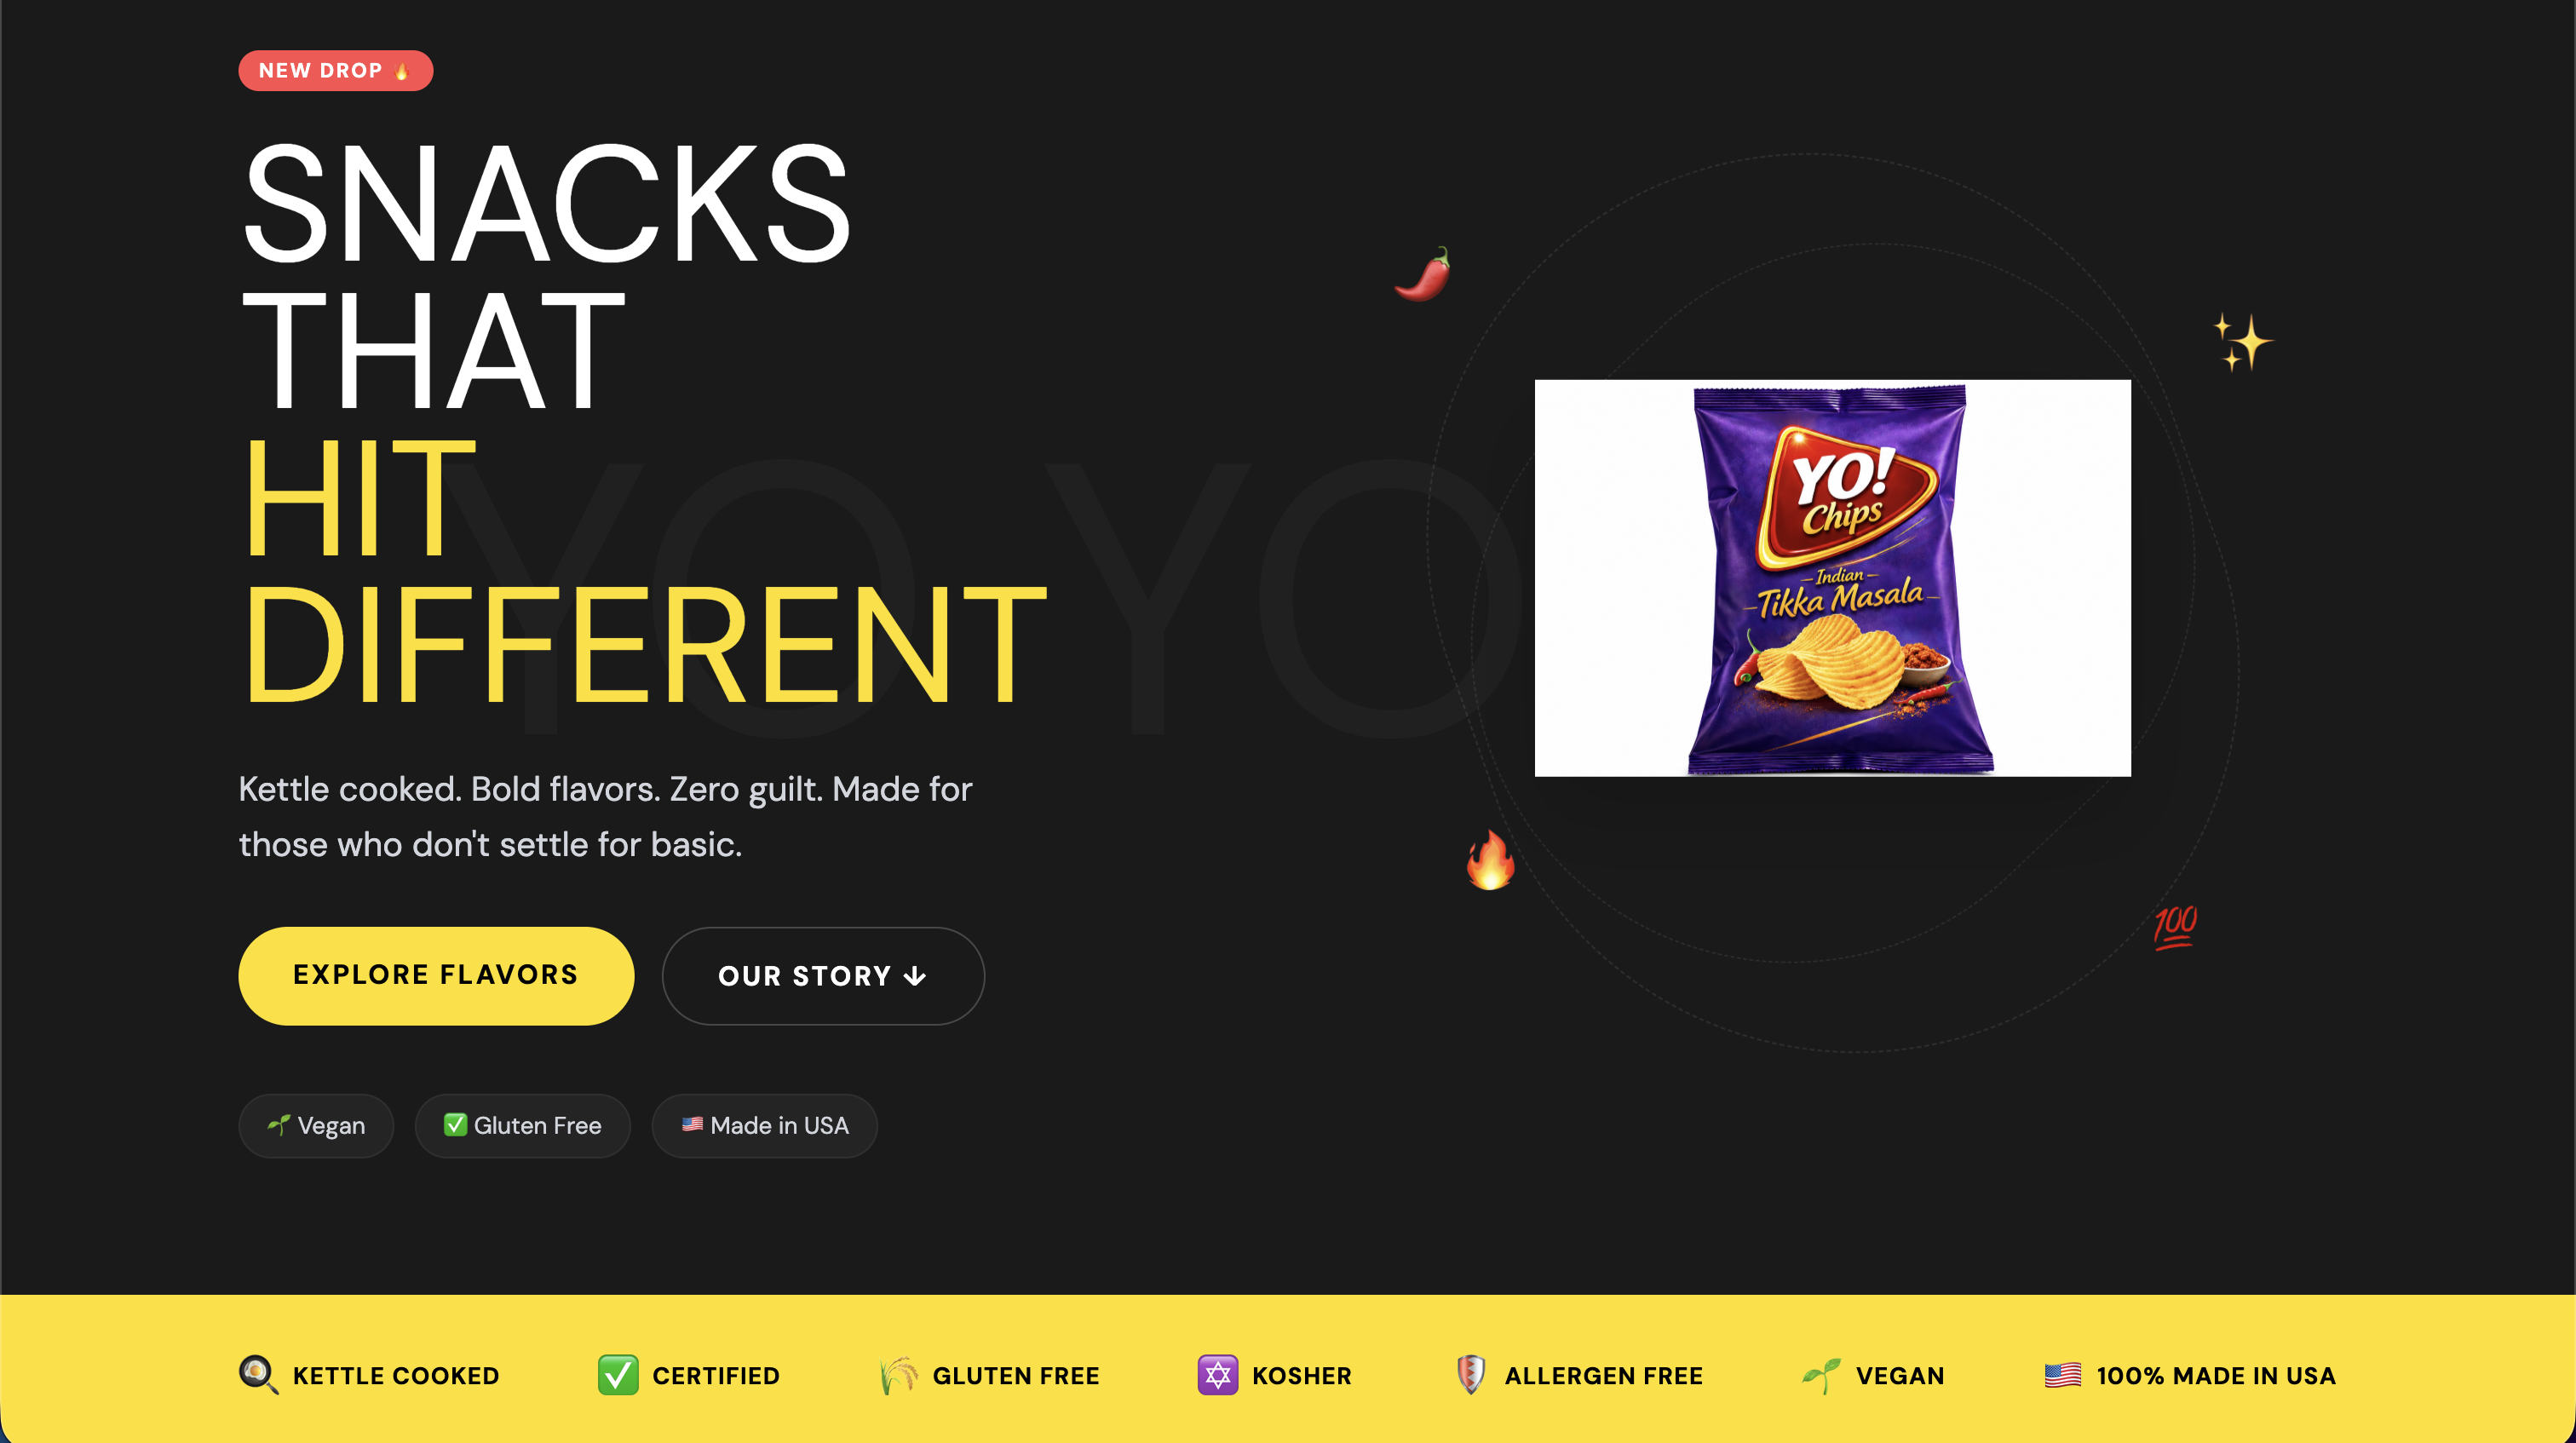 NEW DROP 🔥
SNACKS
THAT
HIT
DIFFERENT
YO YO
Kettle cooked. Bold flavors. Zero guilt. Made for
those who don't settle for basic.
EXPLORE FLAVORS
OUR STORY ↓
🌱 Vegan
✅ Gluten Free
🇺🇸 Made in USA
YO!
Chips
Indian
Tikka Masala
💯
KETTLE COOKED
CERTIFIED
GLUTEN FREE
KOSHER
ALLERGEN FREE
VEGAN
100% MADE IN USA